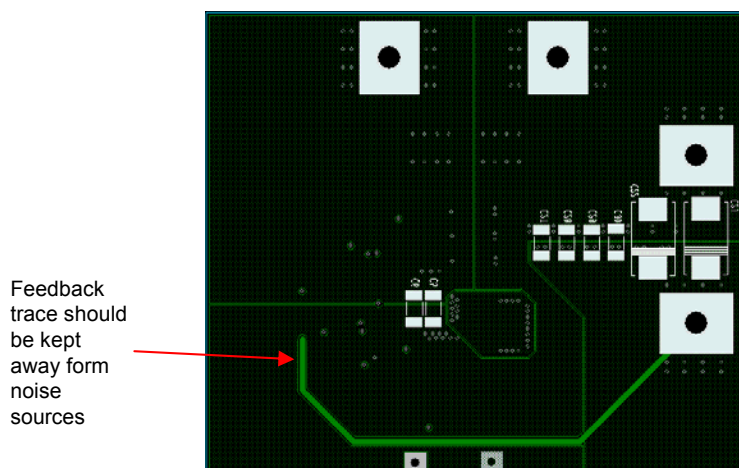 Feedback
trace should
be kept
away form
noise
sources